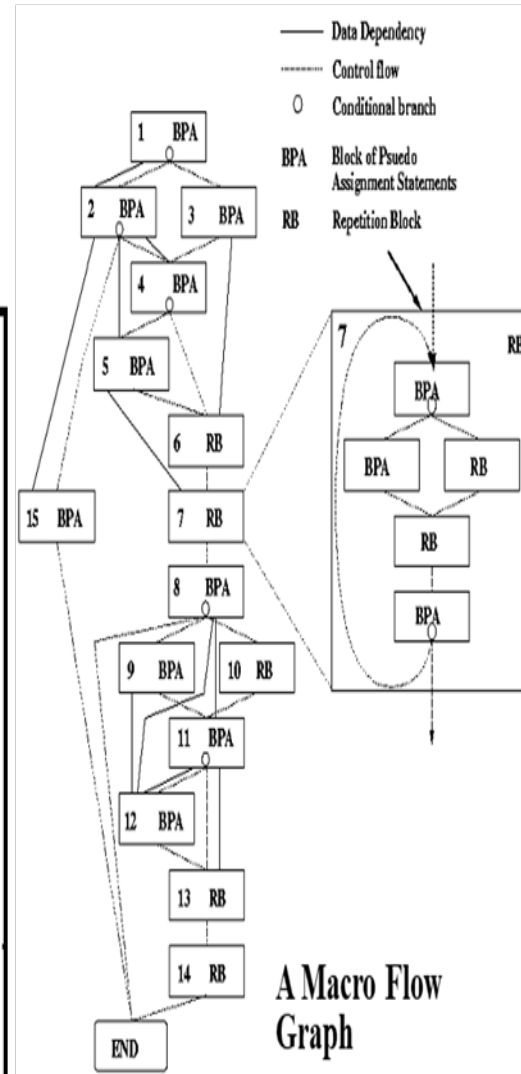 Data Dependency
Control flow
Conditional branch
BPA Block of Psuedo
Assignment Statements
RB Repetition Block
1 BPA
2 BPA
3 BPA
4 BPA
5 BPA
6 RB
7 RB
15 BPA
8 BPA
9 BPA
10 RB
11 BPA
12 BPA
13 RB
14 RB
END
7 RB
BPA
BPA
RB
RB
BPA
A Macro Flow
Graph